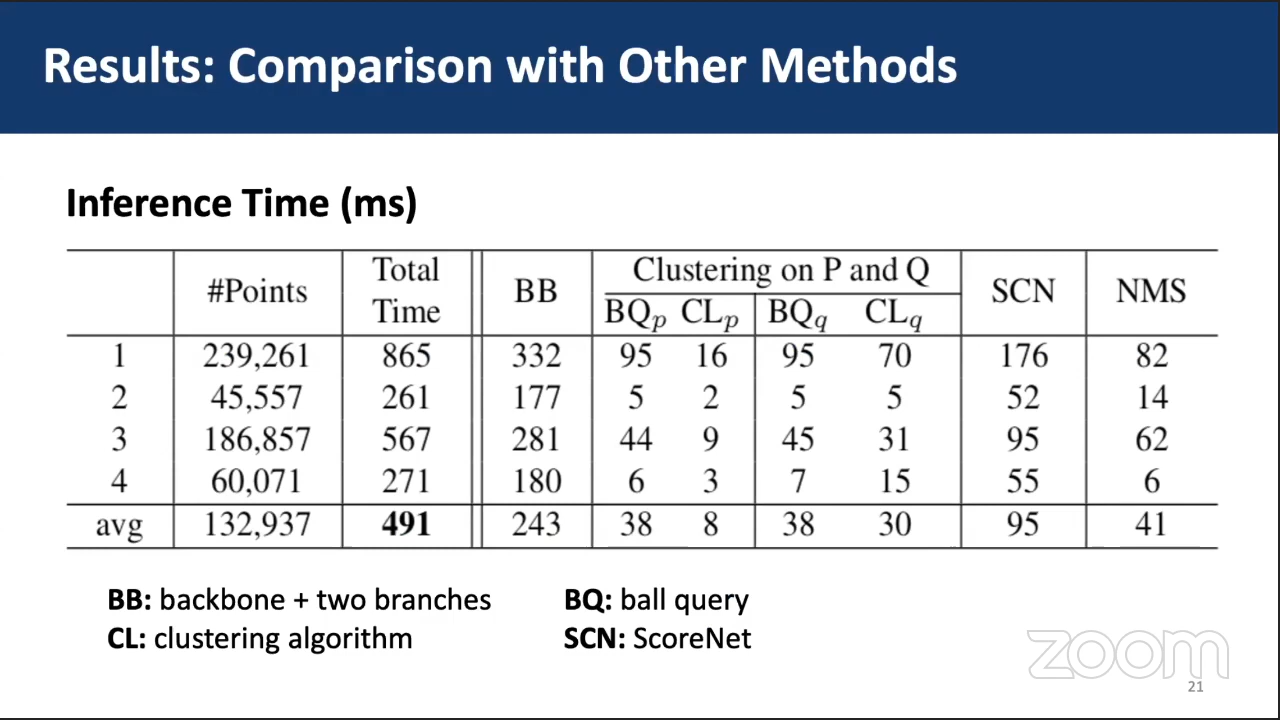 Results: Comparison with Other Methods
Inference Time (ms)
#Points Total Time BB Clustering on P and Q SCN NMS
BQp CLp BQq CLq
1 239,261 865 332 95 16 95 70 176 82
2 45,557 261 177 5 2 5 5 52 14
3 186,857 567 281 44 9 45 31 95 62
4 60,071 271 180 6 3 7 15 55 6
avg 132,937 491 243 38 8 38 30 95 41
BB: backbone + two branches BQ: ball query
CL: clustering algorithm SCN: ScoreNet
zoom
21